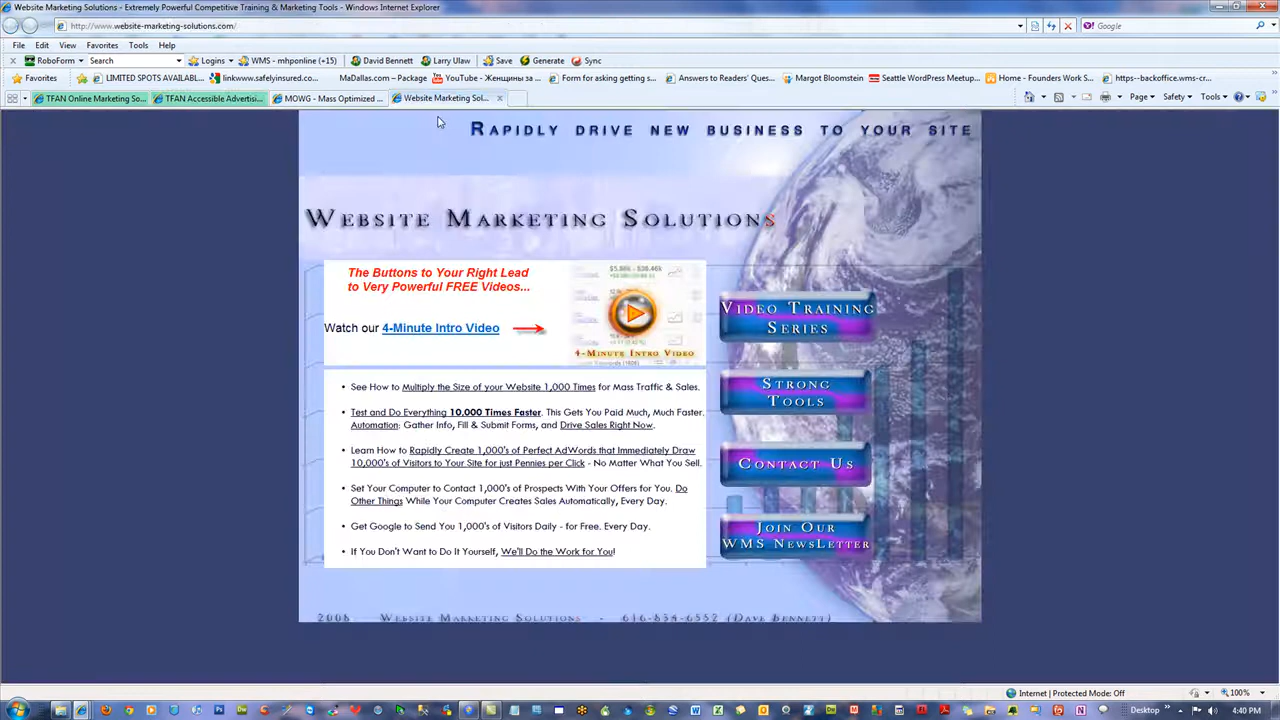 Website Marketing Solutions - Extremely Powerful Competitive Training & Marketing Tools - Windows Internet Explorer
http://www.website-marketing-solutions.com/
Google
File Edit View Favorites Tools Help
RoboForm Search Logins WMS - mhponline (+15) David Bennett Larry Ulaw Save Generate Sync
Favorites LIMITED SPOTS AVAILABL... linkwww.safelyinsured.co... MaDallas.com – Package YouTube - Женщины за ... Form for asking getting s... Answers to Readers' Que... Margot Bloomstein Seattle WordPress Meetup... Home - Founders Work S... https--backoffice.wms-cr...
TFAN Online Marketing So... TFAN Accessible Advertisi... MOWG - Mass Optimized ... Website Marketing Sol... Page Safety Tools
RAPIDLY DRIVE NEW BUSINESS TO YOUR SITE
WEBSITE MARKETING SOLUTIONS
The Buttons to Your Right Lead
to Very Powerful FREE Videos...
Watch our 4-Minute Intro Video
4-MINUTE INTRO VIDEO
VIDEO TRAINING
SERIES
STRONG
TOOLS
CONTACT US
JOIN OUR
WMS NEWSLETTER
• See How to Multiply the Size of your Website 1,000 Times for Mass Traffic & Sales.
• Test and Do Everything 10,000 Times Faster. This Gets You Paid Much, Much Faster.
Automation: Gather Info, Fill & Submit Forms, and Drive Sales Right Now.
• Learn How to Rapidly Create 1,000's of Perfect AdWords that Immediately Draw
10,000's of Visitors to Your Site for just Pennies per Click - No Matter What You Sell.
• Set Your Computer to Contact 1,000's of Prospects With Your Offers for You. Do
Other Things While Your Computer Creates Sales Automatically, Every Day.
• Get Google to Send You 1,000's of Visitors Daily - for Free. Every Day.
• If You Don't Want to Do It Yourself, We'll Do the Work for You!
2008 WEBSITE MARKETING SOLUTIONS - 616-834-6552 (DAVE BENNETT)
Internet | Protected Mode: Off 100%
Desktop 4:40 PM